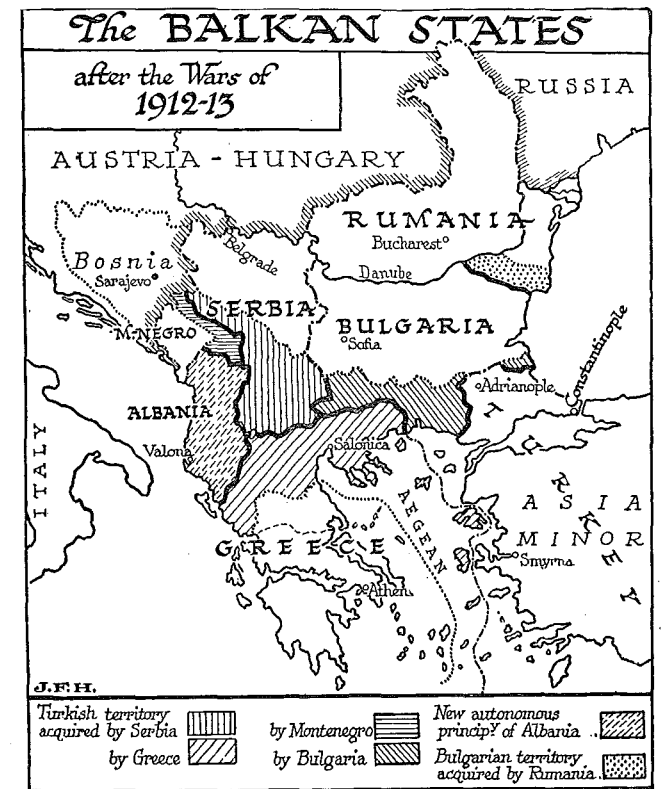 The BALKAN STATES
after the Wars of
1912-13
RUSSIA
AUSTRIA - HUNGARY
RUMANIA
Bucharest
Belgrade
Bosnia
Sarajevo
Danube
SERBIA
M-NEGRO
BULGARIA
Sofia
Constantinople
Adrianople
ALBANIA
Valona
Salonica
ITALY
TURKEY
AEGEAN
ASIA
MINOR
GREECE
Smyrna
Athen
J.F.H.
Turkish territory
acquired by Serbia
by Greece
by Montenegro
by Bulgaria
New autonomous
princip.y of Albania ..
Bulgarian territory
acquired by Rumania.